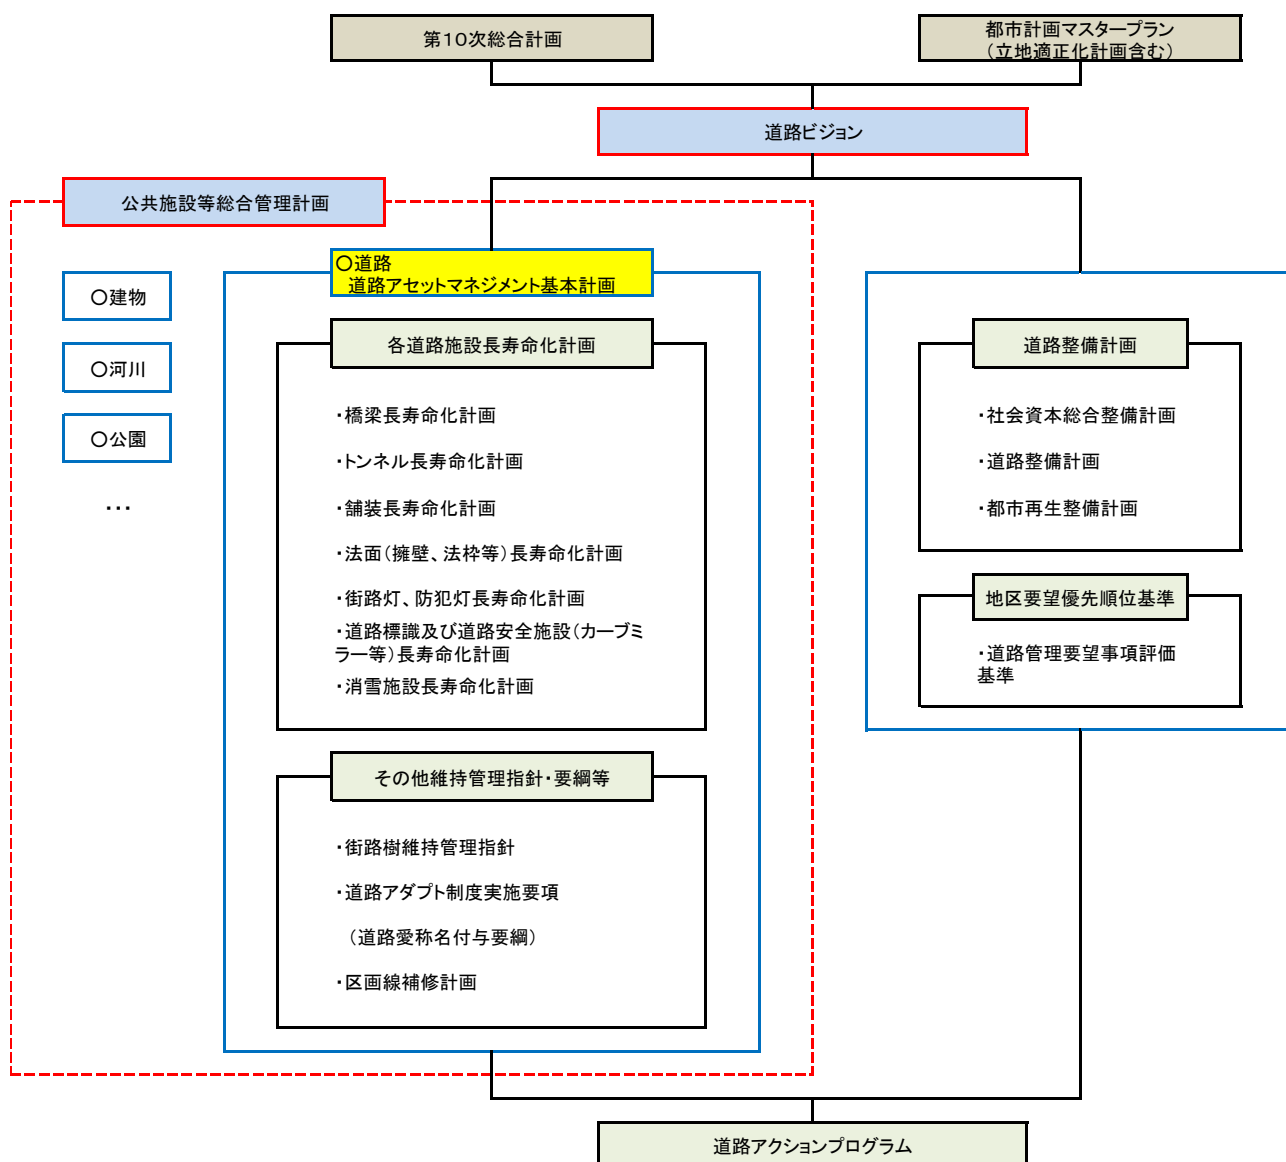 第10次総合計画
都市計画マスタープラン
（立地適正化計画含む）
道路ビジョン
公共施設等総合管理計画
〇道路
道路アセットマネジメント基本計画
〇建物
〇河川
〇公園
…
各道路施設長寿命化計画
・橋梁長寿命化計画
・トンネル長寿命化計画
・舗装長寿命化計画
・法面（擁壁、法枠等）長寿命化計画
・街路灯、防犯灯長寿命化計画
・道路標識及び道路安全施設（カーブミ
ラー等）長寿命化計画
・消雪施設長寿命化計画
その他維持管理指針・要綱等
・街路樹維持管理指針
・道路アダプト制度実施要項
（道路愛称名付与要綱）
・区画線補修計画
道路整備計画
・社会資本総合整備計画
・道路整備計画
・都市再生整備計画
地区要望優先順位基準
・道路管理要望事項評価
基準
道路アクションプログラム